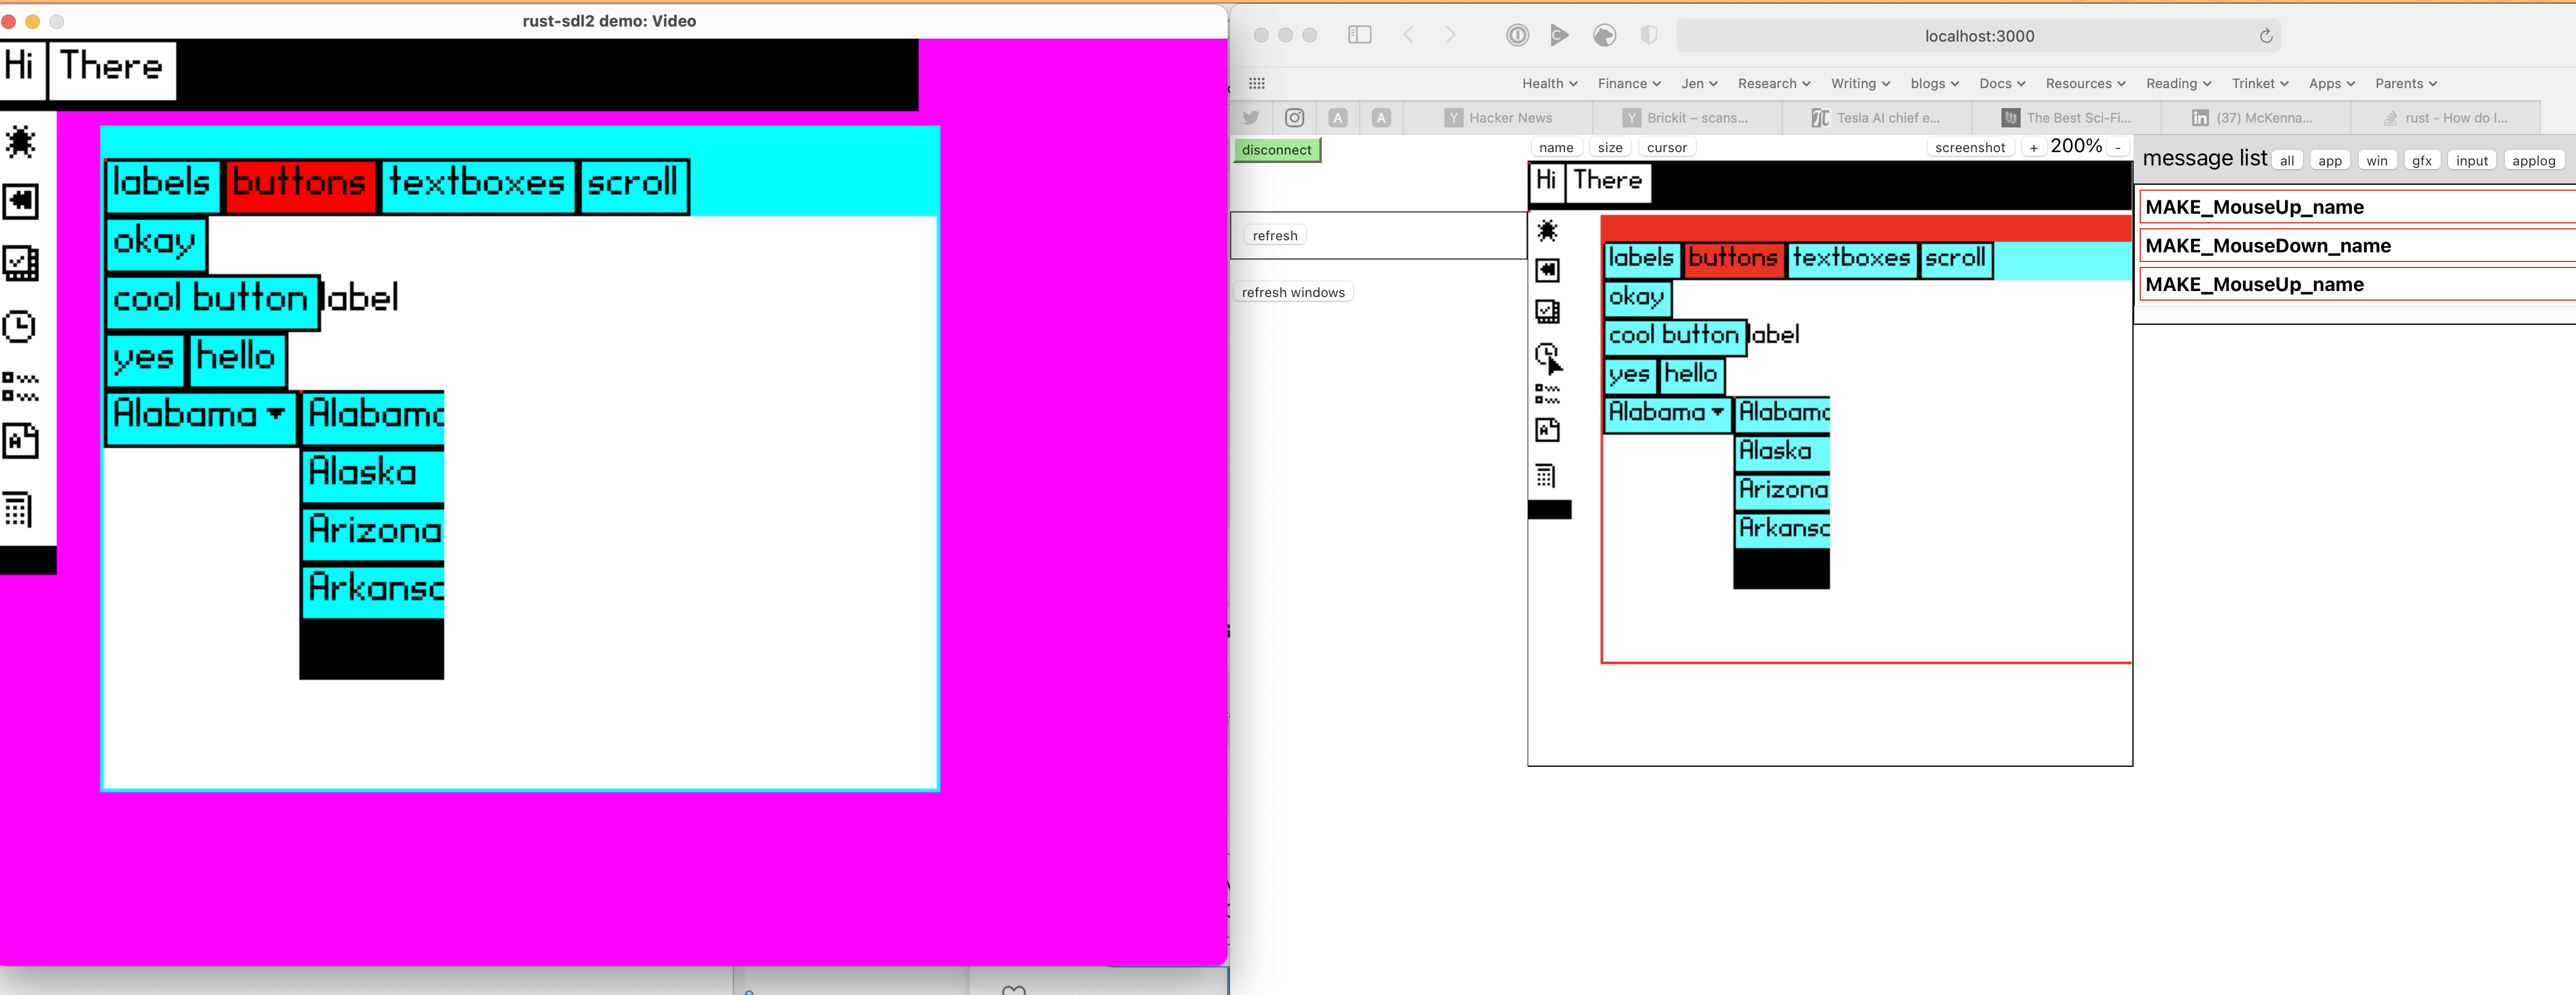 rust-sdl2 demo: Video
Hi There
labels buttons textboxes scroll
okay
cool button label
yes hello
Alabama Alabama
Alaska
Arizona
Arkansa
localhost:3000
Health Finance Jen Research Writing blogs Docs Resources Reading Trinket Apps Parents
Hacker News Brickit – scans... Tesla AI chief e... The Best Sci-Fi... (37) McKenna... rust - How do I...
disconnect
refresh
refresh windows
name size cursor screenshot + 200% -
Hi There
labels buttons textboxes scroll
okay
cool button label
yes hello
Alabama Alabama
Alaska
Arizona
Arkansa
message list all app win gfx input applog
MAKE_MouseUp_name
MAKE_MouseDown_name
MAKE_MouseUp_name